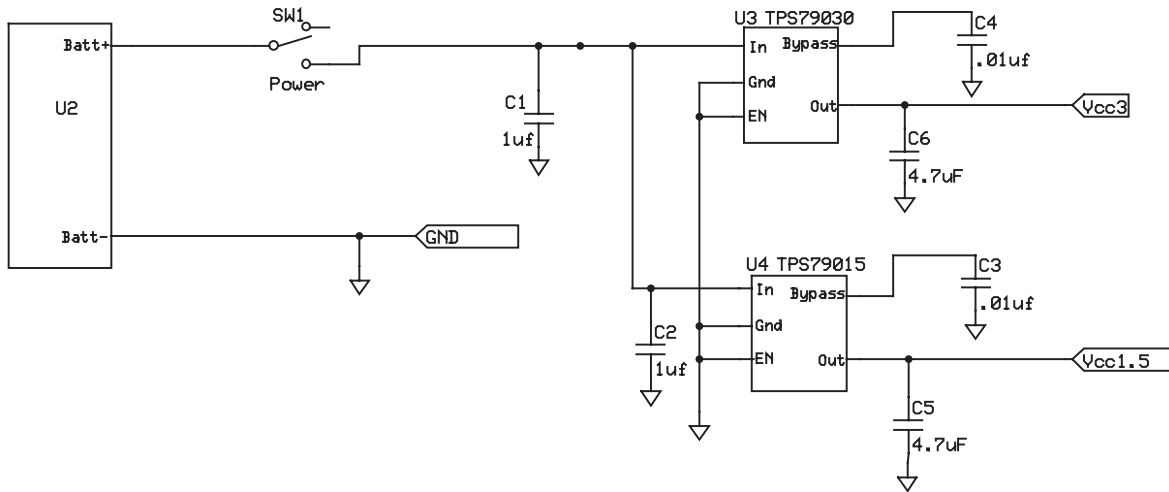 SW1
Batt+
Power
U2
Batt-
GND
C1
1uf
U3 TPS79030
In
Bypass
Gnd
EN
Out
C4
.01uf
Vcc3
C6
4.7uF
U4 TPS79015
In
Bypass
Gnd
EN
Out
C3
.01uf
C2
1uf
Vcc1.5
C5
4.7uF